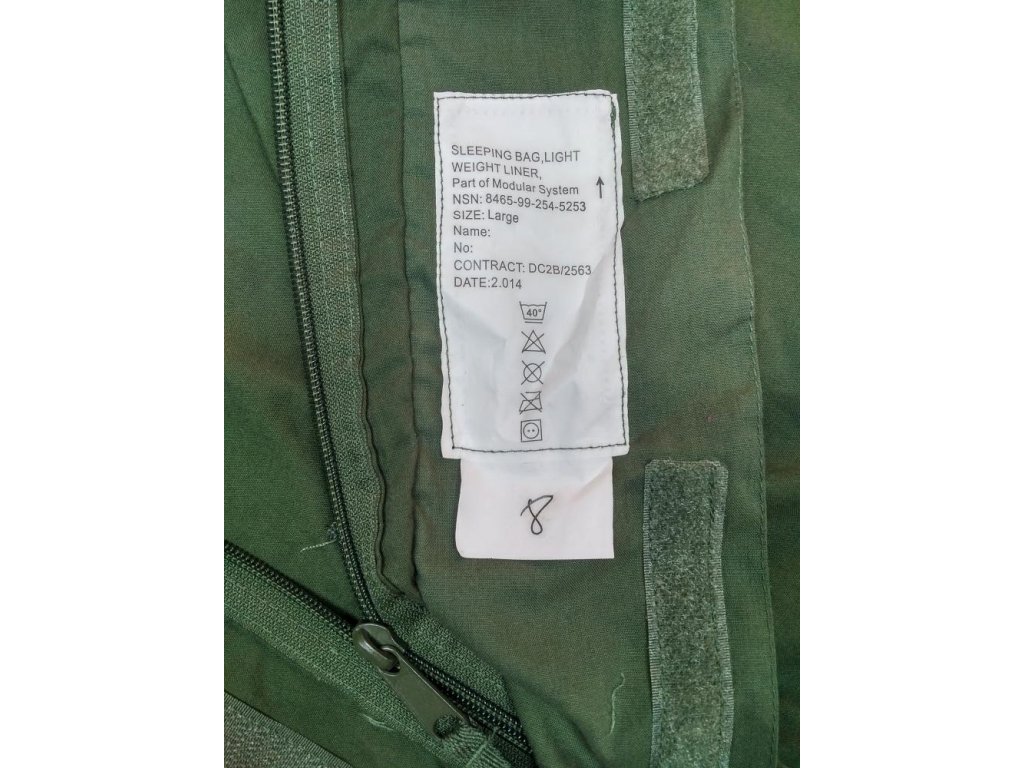 SLEEPING BAG,LIGHT
WEIGHT LINER,
Part of Modular System
NSN: 8465-99-254-5253
SIZE: Large
Name:
No:
CONTRACT: DC2B/2563
DATE:2.014
40°
8